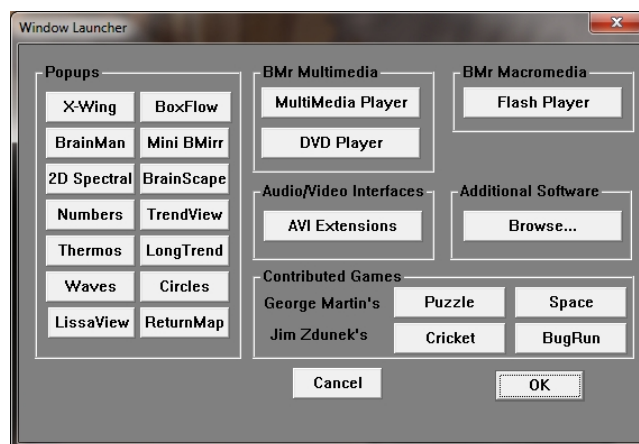 Window Launcher
Popups
X-Wing BoxFlow
BrainMan Mini BMirr
2D Spectral BrainScape
Numbers TrendView
Thermos LongTrend
Waves Circles
LissaView ReturnMap
BMr Multimedia
MultiMedia Player
DVD Player
BMr Macromedia
Flash Player
Audio/Video Interfaces
AVI Extensions
Additional Software
Browse...
Contributed Games
George Martin's Puzzle Space
Jim Zdunek's Cricket BugRun
Cancel OK